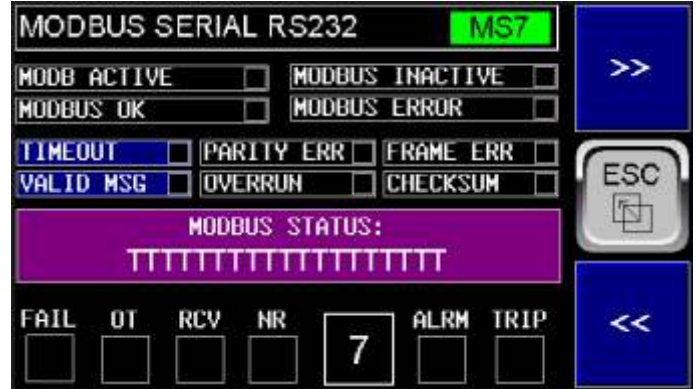 MODBUS SERIAL RS232 MS7
>>
MODB ACTIVE MODBUS INACTIVE
MODBUS OK MODBUS ERROR
TIMEOUT PARITY ERR FRAME ERR
VALID MSG OVERRUN CHECKSUM
ESC
MODBUS STATUS:
TTTTTTTTTTTTTTTTTTTT
FAIL OT RCV NR 7 ALRM TRIP
<<